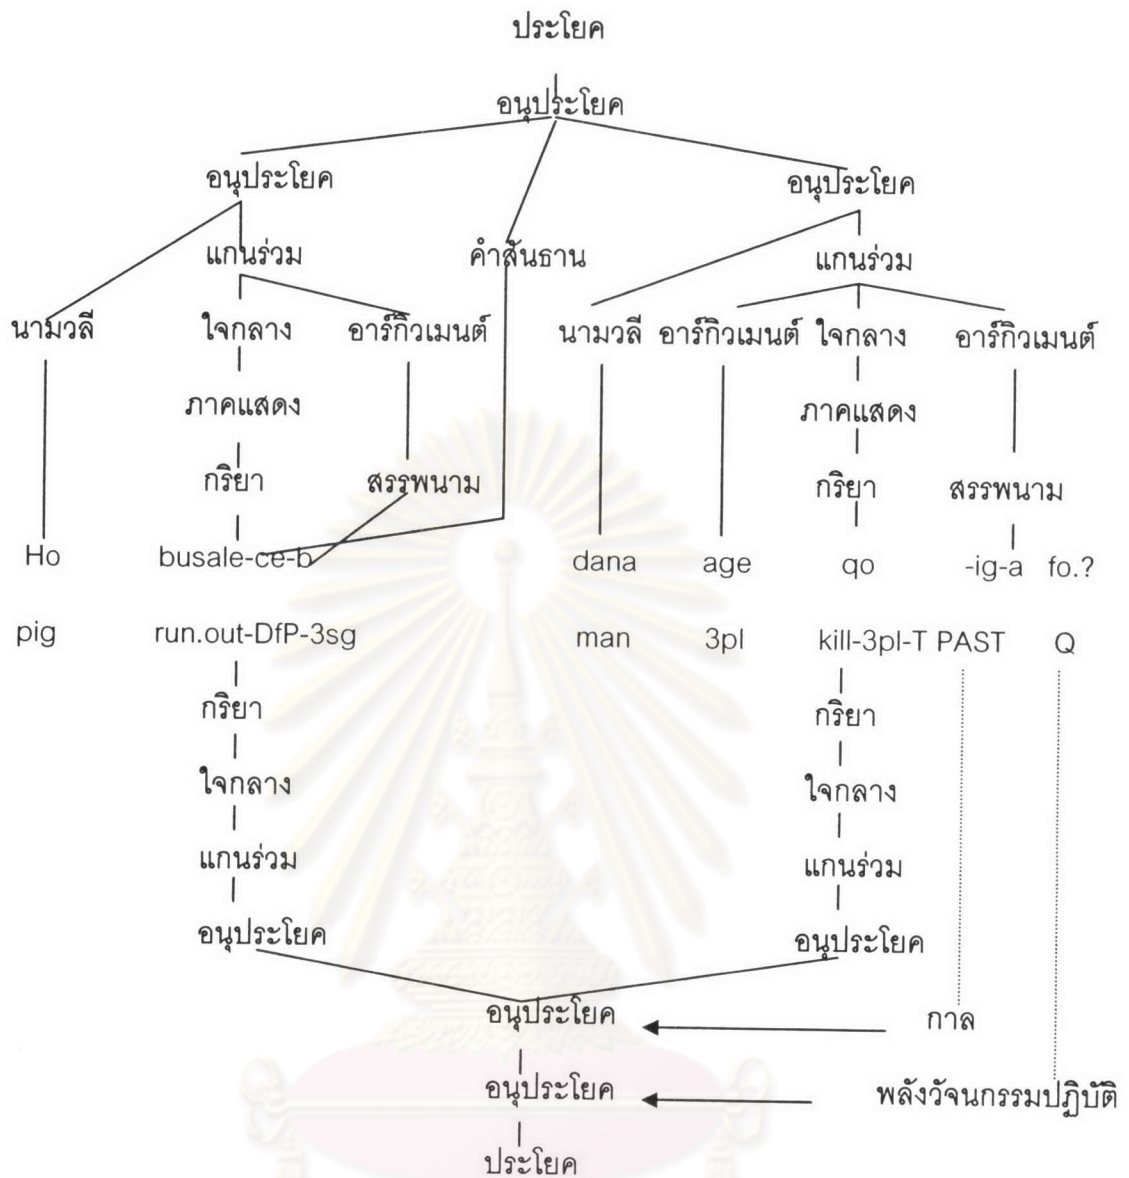 ประโยค
อนุประโยค
อนุประโยค อนุประโยค
แกนร่วม คำสันธาน แกนร่วม
นามวลี ใจกลาง อาร์กิวเมนต์ นามวลี อาร์กิวเมนต์ ใจกลาง อาร์กิวเมนต์
ภาคแสดง ภาคแสดง
กริยา สรรพนาม กริยา สรรพนาม
Ho busale-ce-b dana age qo -ig-a fo.?
pig run.out-DfP-3sg man 3pl kill-3pl-T PAST Q
กริยา กริยา
ใจกลาง ใจกลาง
แกนร่วม แกนร่วม
อนุประโยค อนุประโยค
อนุประโยค กาล
อนุประโยค พลังวัจนกรรมปฏิบัติ
ประโยค